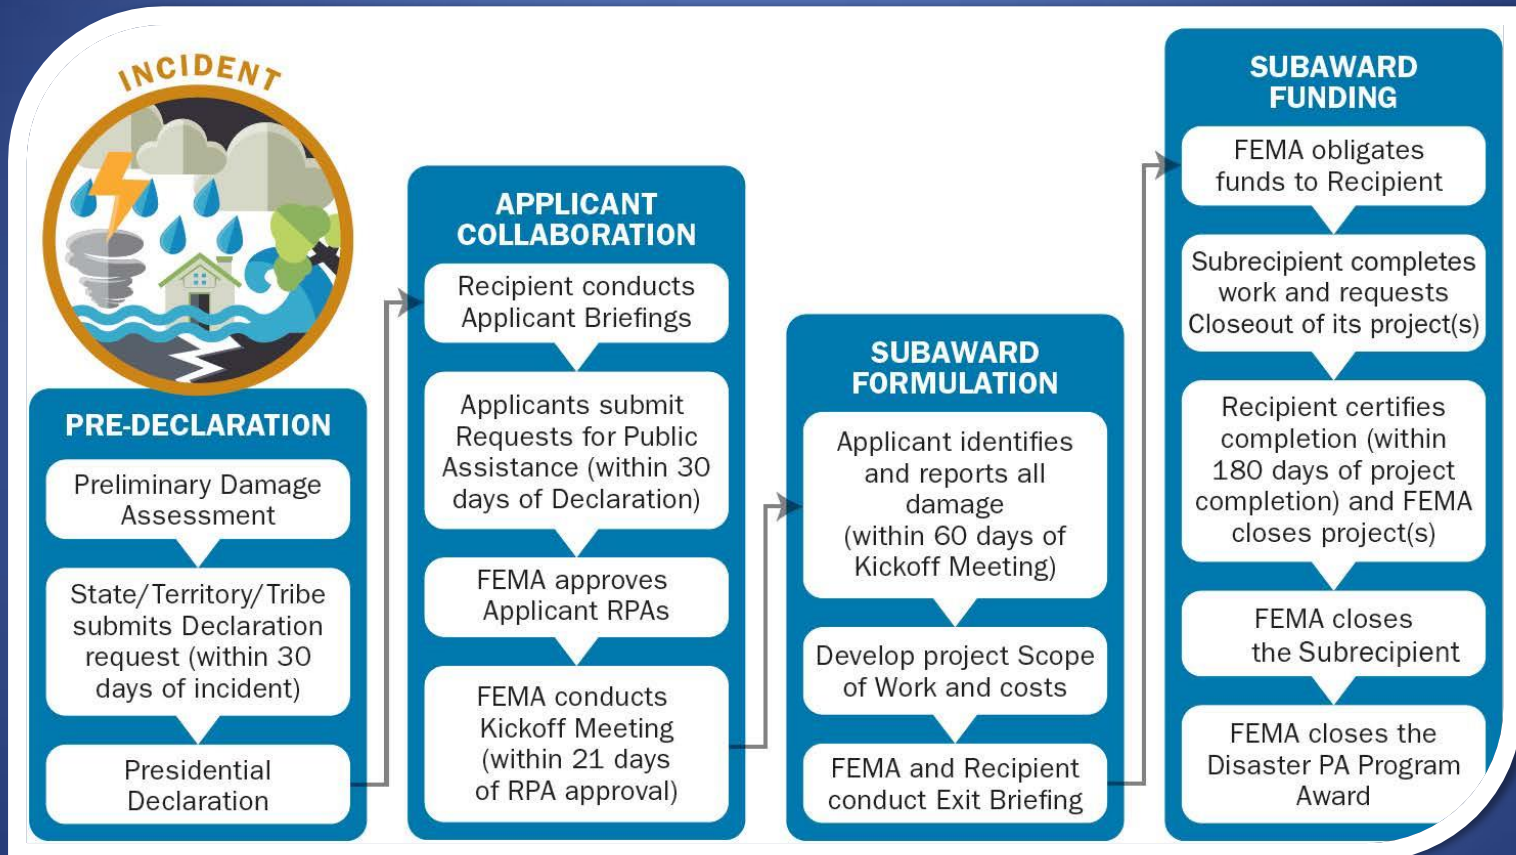 INCIDENT
PRE-DECLARATION
Preliminary Damage
Assessment
State/Territory/Tribe
submits Declaration
request (within 30
days of incident)
Presidential
Declaration
APPLICANT
COLLABORATION
Recipient conducts
Applicant Briefings
Applicants submit
Requests for Public
Assistance (within 30
days of Declaration)
FEMA approves
Applicant RPAs
FEMA conducts
Kickoff Meeting
(within 21 days
of RPA approval)
SUBAWARD
FORMULATION
Applicant identifies
and reports all
damage
(within 60 days of
Kickoff Meeting)
Develop project Scope
of Work and costs
FEMA and Recipient
conduct Exit Briefing
SUBAWARD
FUNDING
FEMA obligates
funds to Recipient
Subrecipient completes
work and requests
Closeout of its project(s)
Recipient certifies
completion (within
180 days of project
completion) and FEMA
closes project(s)
FEMA closes
the Subrecipient
FEMA closes the
Disaster PA Program
Award